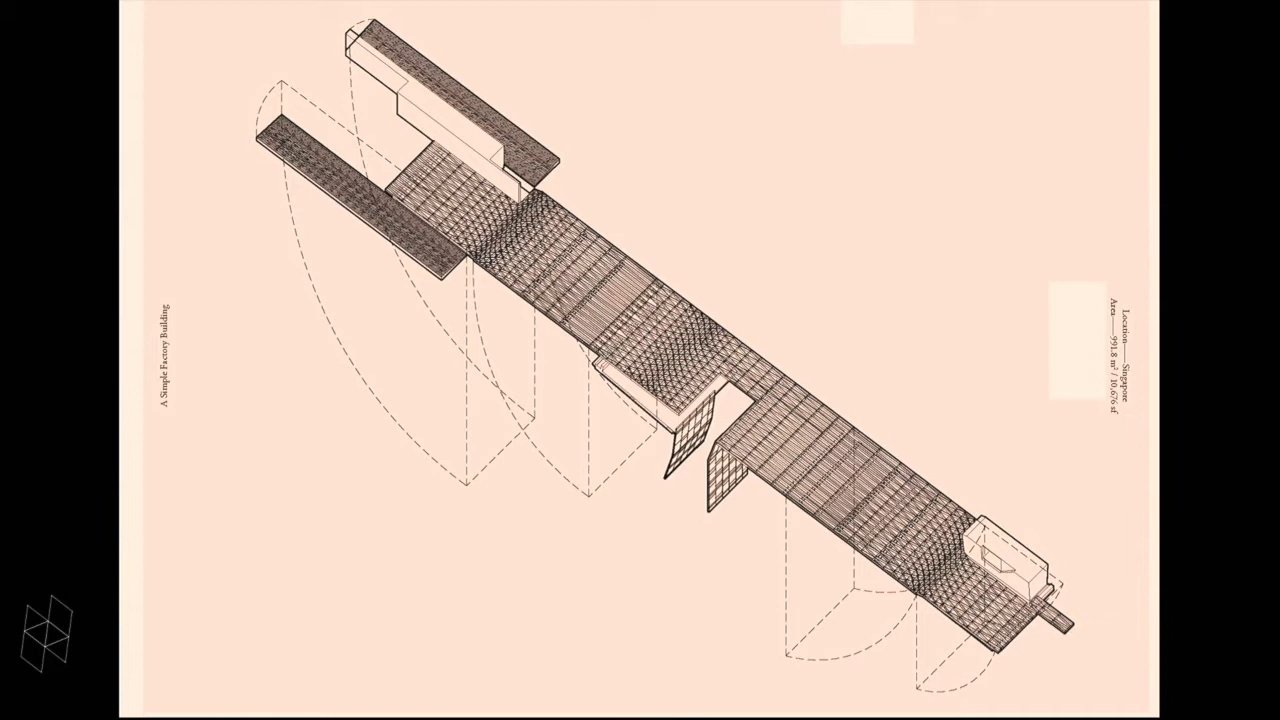 A Simple Factory Building
Location——Singapore
Area——991.8 m² / 10,676 sf